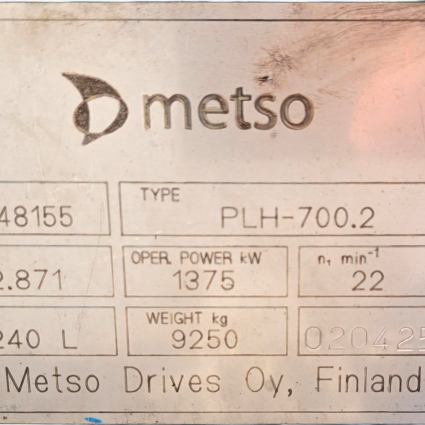 metso
TYPE
48155 PLH-700.2
OPER. POWER kW n, min⁻¹
2.871 1375 22
WEIGHT kg
240 L 9250 020425
Metso Drives Oy, Finland